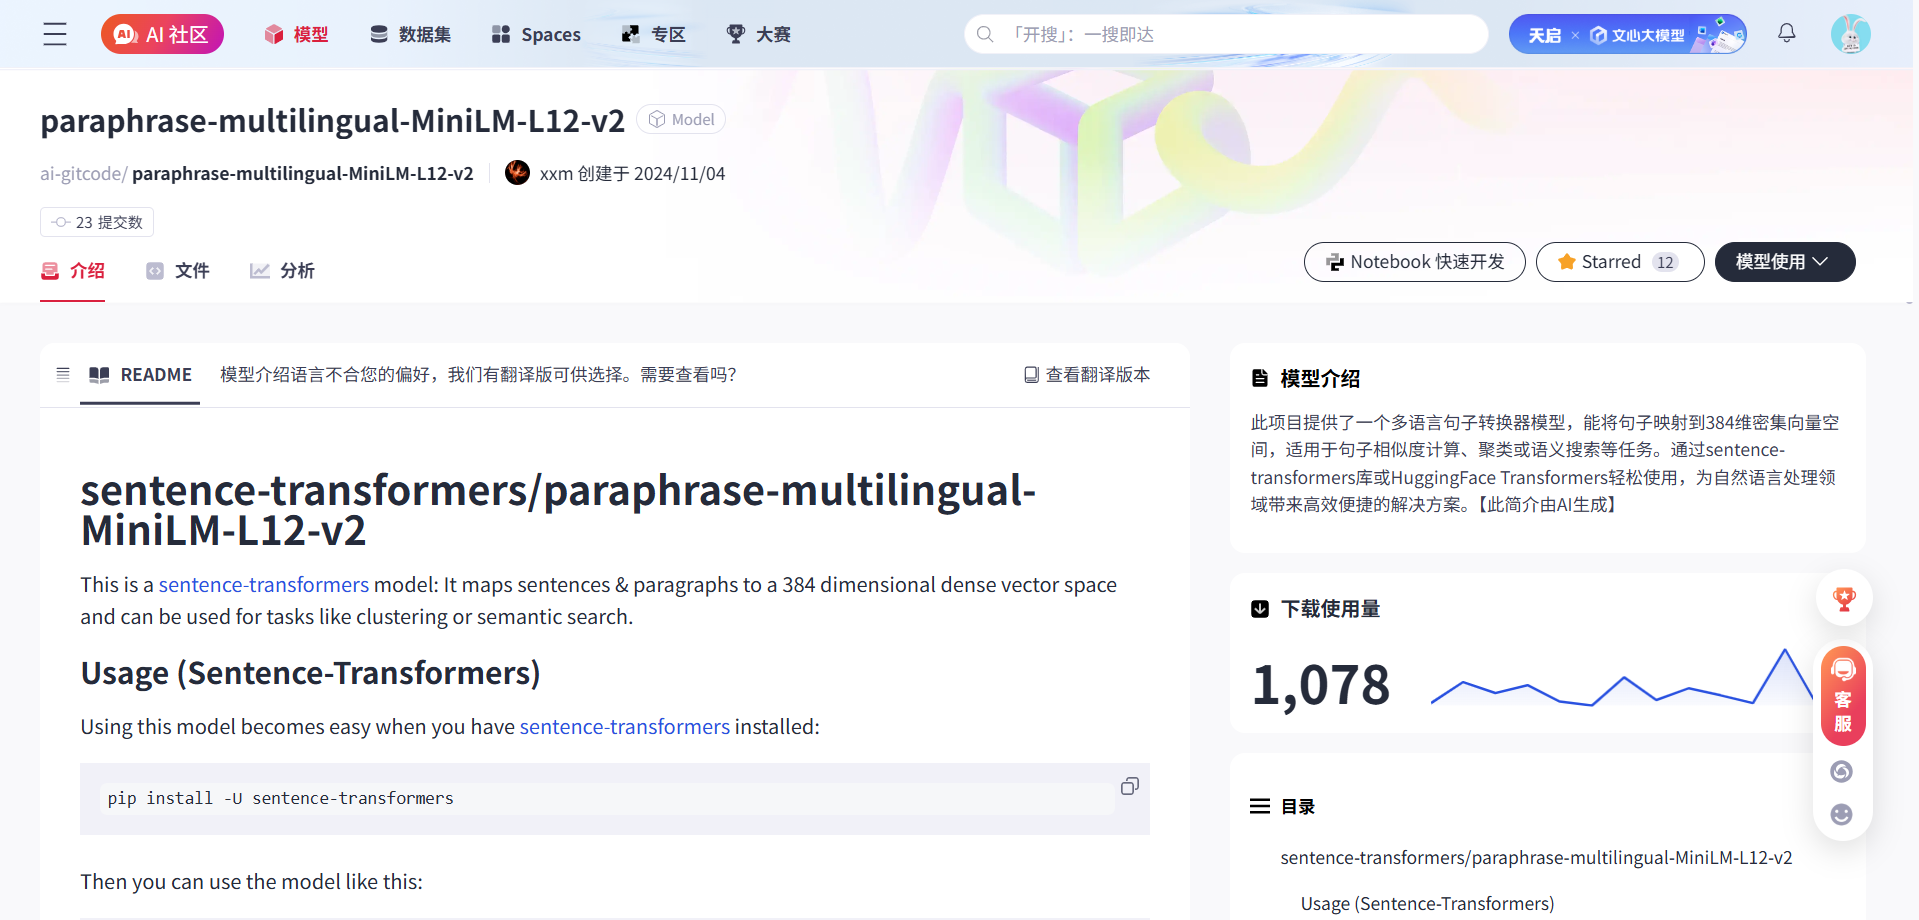 AI AI 社区
模型
数据集
Spaces
专区
大赛
「开搜」：一搜即达
天启 × 文心大模型
paraphrase-multilingual-MiniLM-L12-v2
Model
ai-gitcode/ paraphrase-multilingual-MiniLM-L12-v2
xxm 创建于 2024/11/04
23 提交数
介绍
文件
分析
Notebook 快速开发
Starred 12
模型使用
README
模型介绍语言不合您的偏好，我们有翻译版可供选择。需要查看吗？
查看翻译版本
sentence-transformers/paraphrase-multilingual-
MiniLM-L12-v2
This is a sentence-transformers model: It maps sentences & paragraphs to a 384 dimensional dense vector space
and can be used for tasks like clustering or semantic search.
Usage (Sentence-Transformers)
Using this model becomes easy when you have sentence-transformers installed:
pip install -U sentence-transformers
Then you can use the model like this:
模型介绍
此项目提供了一个多语言句子转换器模型，能将句子映射到384维密集向量空
间，适用于句子相似度计算、聚类或语义搜索等任务。通过sentence-
transformers库或HuggingFace Transformers轻松使用，为自然语言处理领
域带来高效便捷的解决方案。【此简介由AI生成】
下载使用量
1,078
客
服
目录
sentence-transformers/paraphrase-multilingual-MiniLM-L12-v2
Usage (Sentence-Transformers)